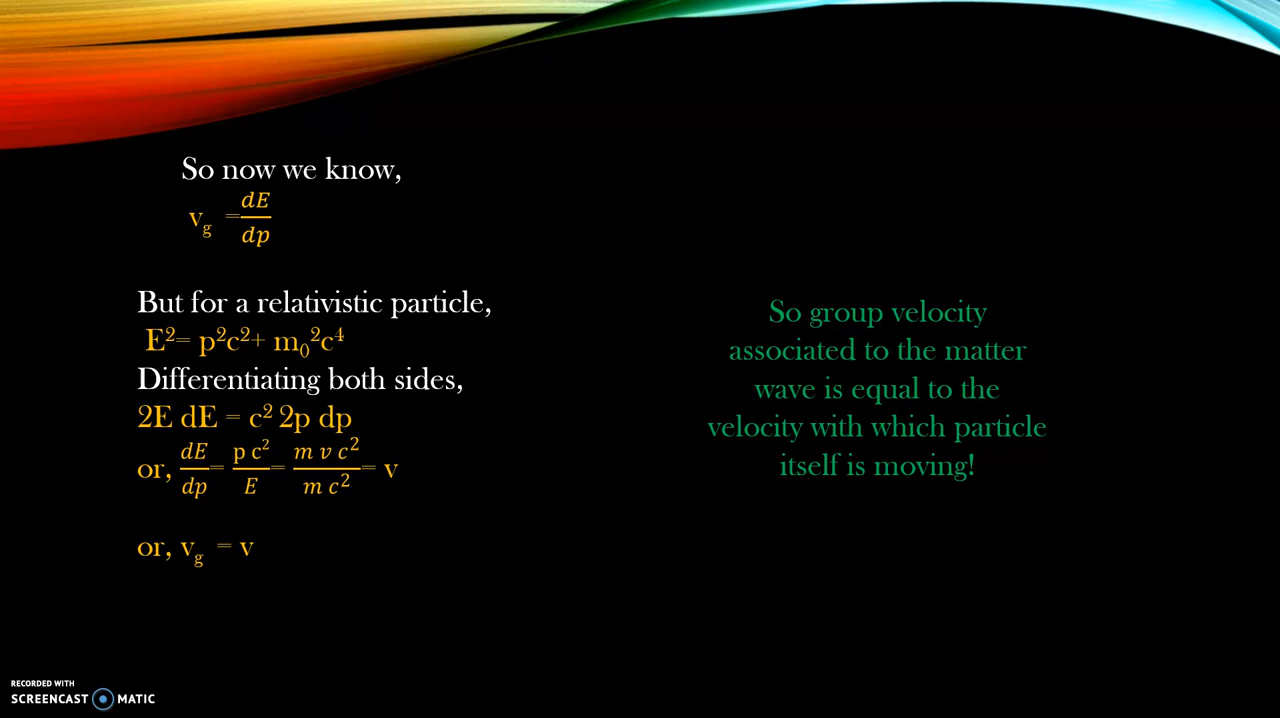 So now we know,
v_g = dE/dp
But for a relativistic particle,
E²= p²c²+ m₀²c⁴
Differentiating both sides,
2E dE = c² 2p dp
or, dE/dp = p c²/E = m v c²/m c² = v
or, v_g = v
So group velocity
associated to the matter
wave is equal to the
velocity with which particle
itself is moving!
RECORDED WITH
SCREENCAST MATIC